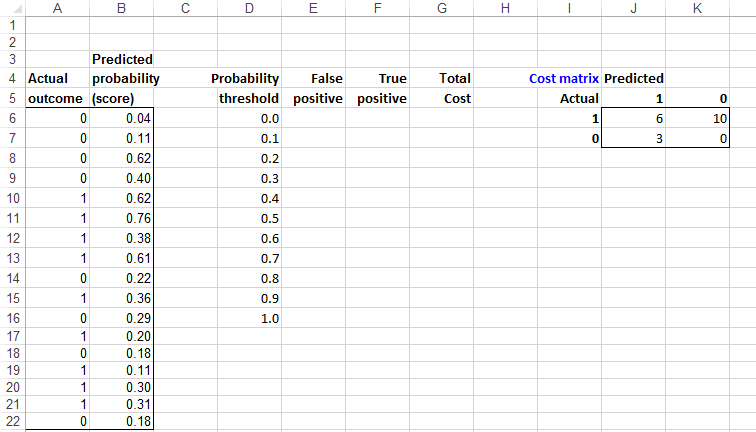 A B C D E F G H I J K
1
2
3 Predicted
4 Actual probability Probability False True Total Cost matrix Predicted
5 outcome (score) threshold positive positive Cost Actual 1 0
6 0 0.04 0.0 1 6 10
7 0 0.11 0.1 0 3 0
8 0 0.62 0.2
9 0 0.40 0.3
10 1 0.62 0.4
11 1 0.76 0.5
12 1 0.38 0.6
13 1 0.61 0.7
14 0 0.22 0.8
15 1 0.36 0.9
16 0 0.29 1.0
17 1 0.20
18 0 0.18
19 1 0.11
20 1 0.30
21 1 0.31
22 0 0.18